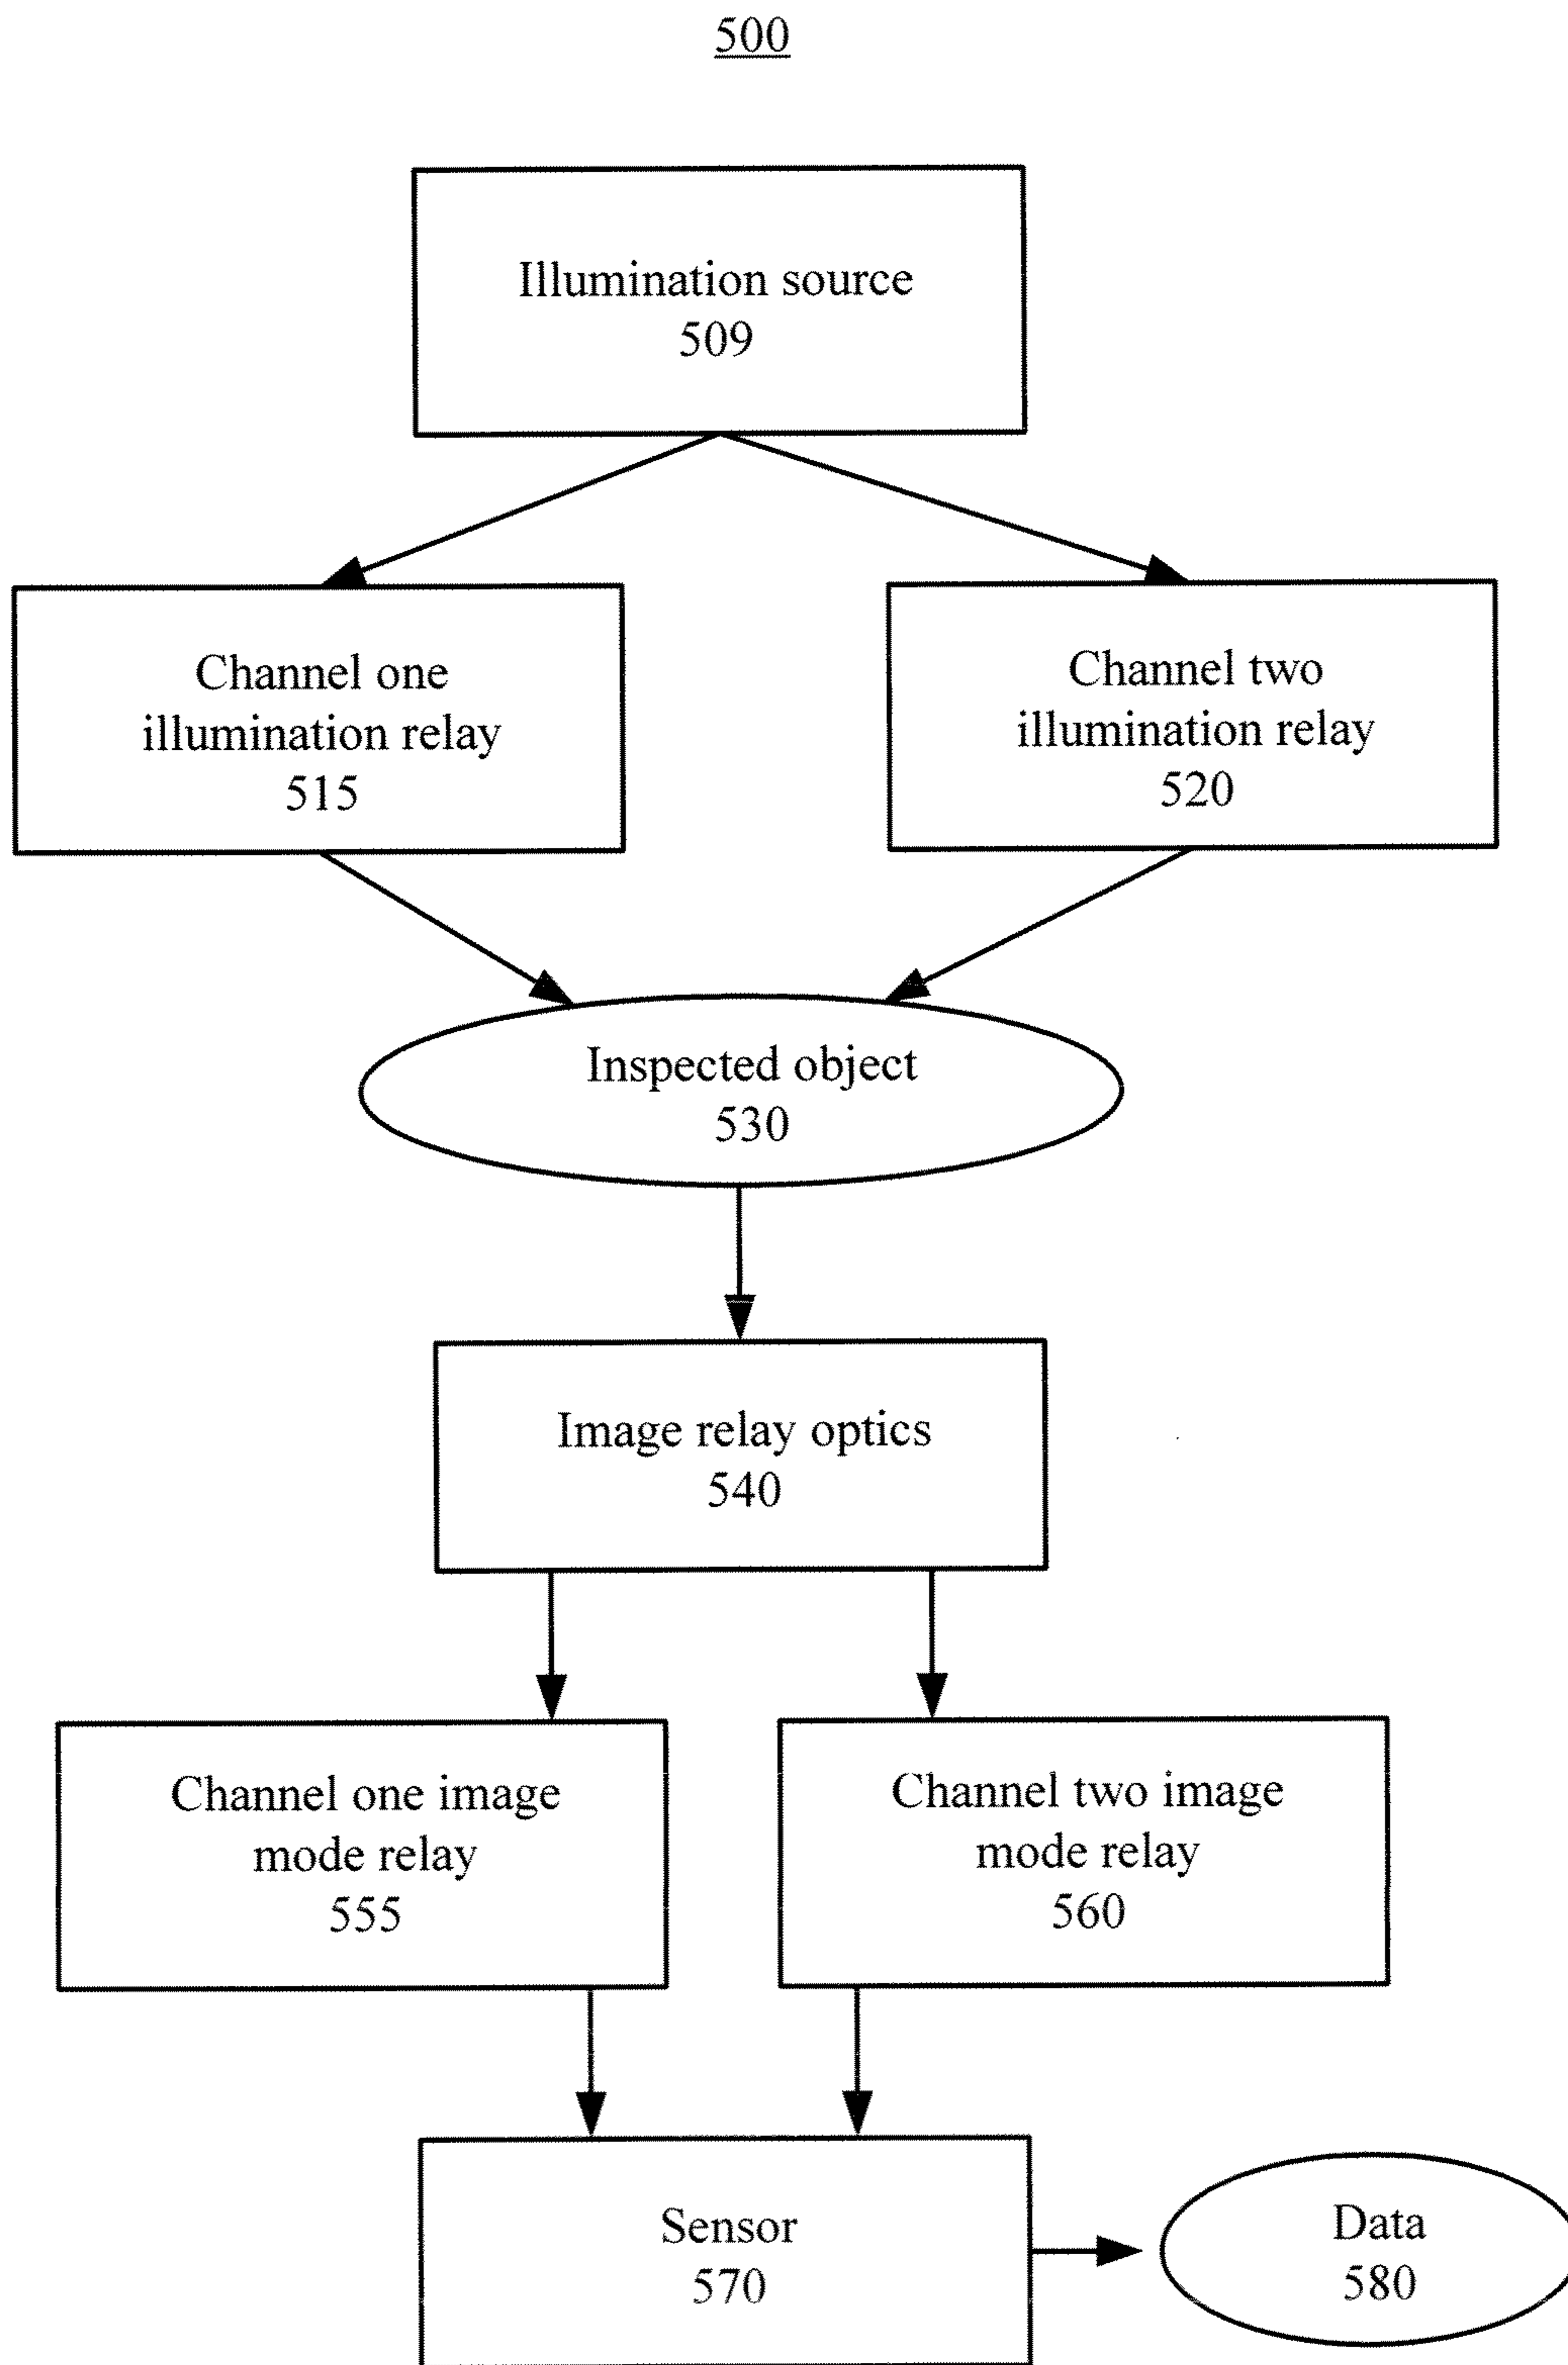 500
Illumination source
509
Channel one
illumination relay
515
Channel two
illumination relay
520
Inspected object
530
Image relay optics
540
Channel one image
mode relay
555
Channel two image
mode relay
560
Sensor
570
Data
580